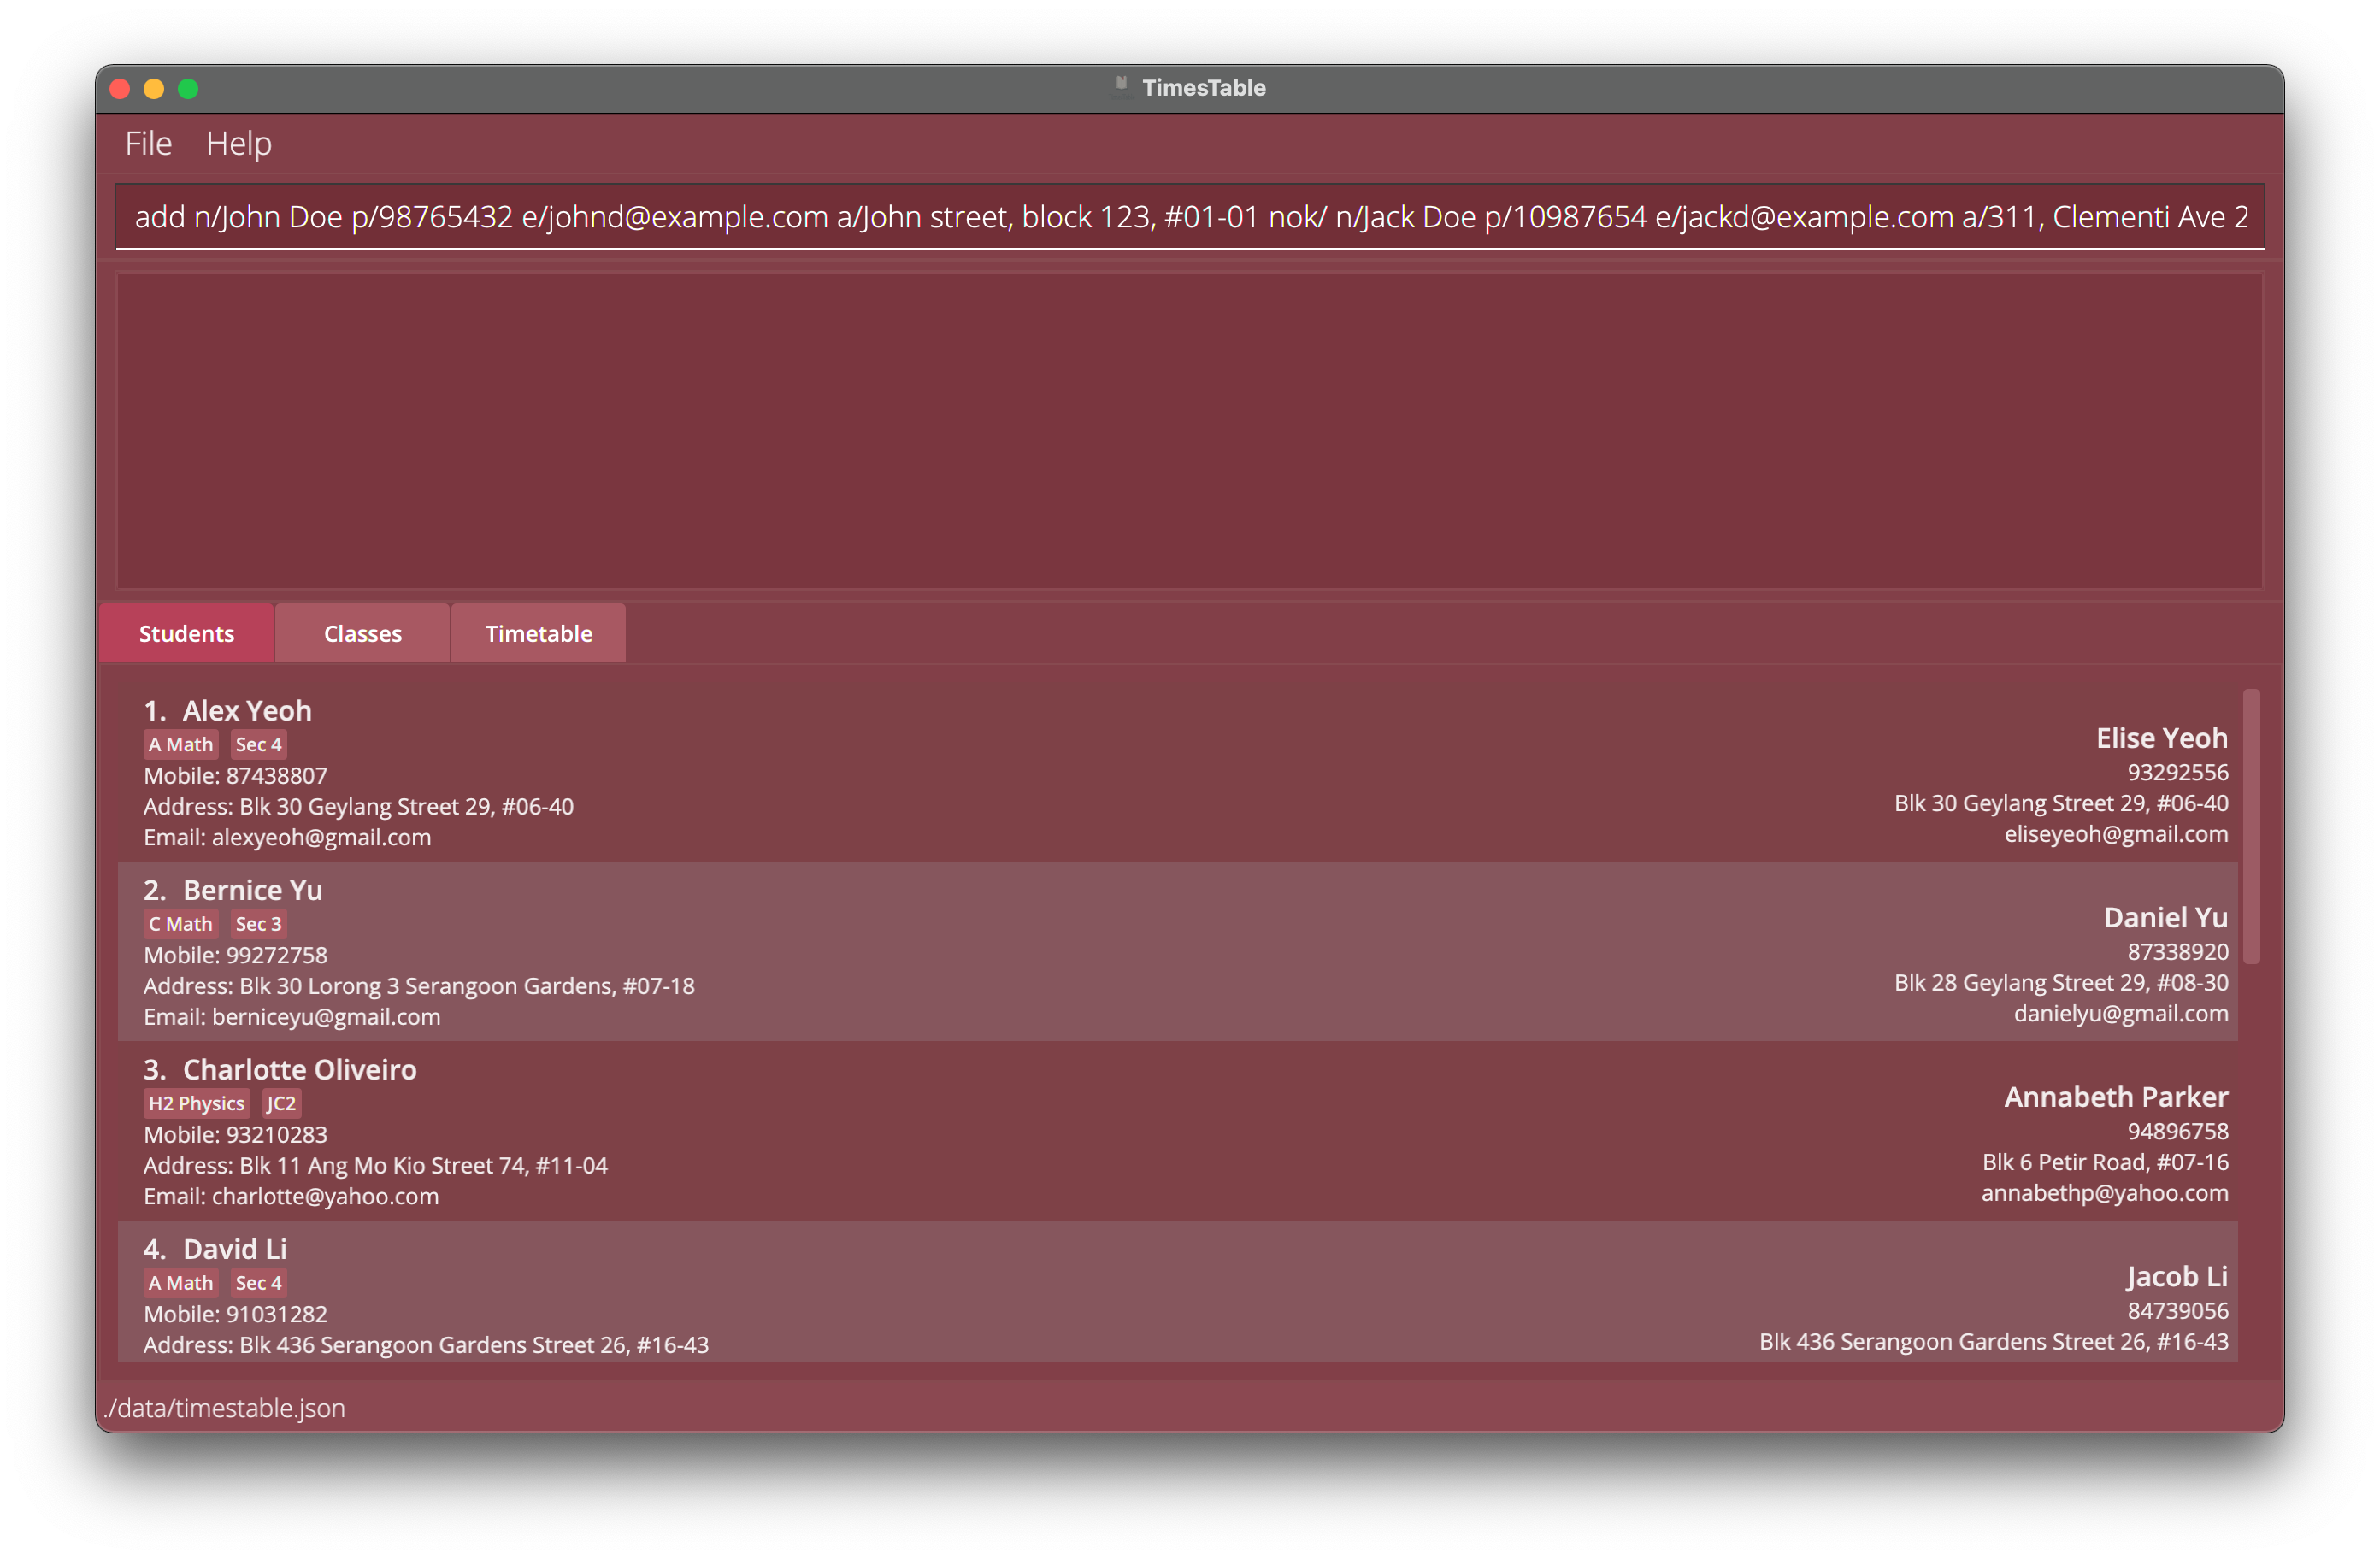 TimesTable
File Help
add n/John Doe p/98765432 e/johnd@example.com a/John street, block 123, #01-01 nok/ n/Jack Doe p/10987654 e/jackd@example.com a/311, Clementi Ave 2
Students Classes Timetable
1. Alex Yeoh
A Math Sec 4
Mobile: 87438807
Address: Blk 30 Geylang Street 29, #06-40
Email: alexyeoh@gmail.com
Elise Yeoh
93292556
Blk 30 Geylang Street 29, #06-40
eliseyeoh@gmail.com
2. Bernice Yu
C Math Sec 3
Mobile: 99272758
Address: Blk 30 Lorong 3 Serangoon Gardens, #07-18
Email: berniceyu@gmail.com
Daniel Yu
87338920
Blk 28 Geylang Street 29, #08-30
danielyu@gmail.com
3. Charlotte Oliveiro
H2 Physics JC2
Mobile: 93210283
Address: Blk 11 Ang Mo Kio Street 74, #11-04
Email: charlotte@yahoo.com
Annabeth Parker
94896758
Blk 6 Petir Road, #07-16
annabethp@yahoo.com
4. David Li
A Math Sec 4
Mobile: 91031282
Address: Blk 436 Serangoon Gardens Street 26, #16-43
Jacob Li
84739056
Blk 436 Serangoon Gardens Street 26, #16-43
./data/timestable.json